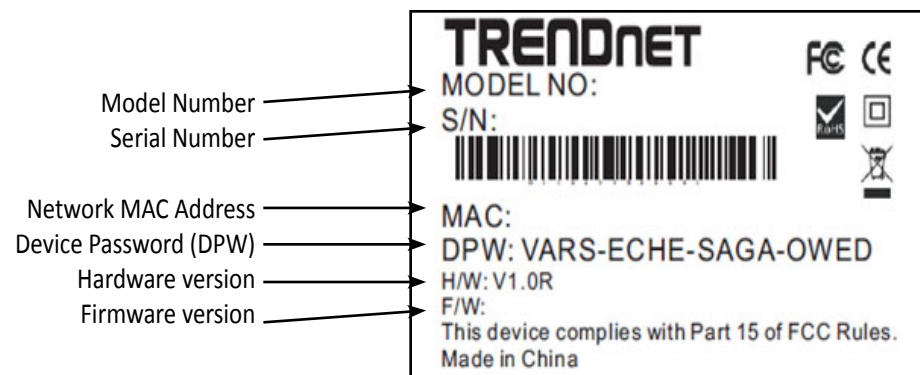 TRENDNET
MODEL NO:
Model Number
S/N:
Serial Number
FC CE
RoHS
MAC:
Network MAC Address
DPW: VARS-ECHE-SAGA-OWED
Device Password (DPW)
H/W: V1.0R
Hardware version
F/W:
Firmware version
This device complies with Part 15 of FCC Rules.
Made in China